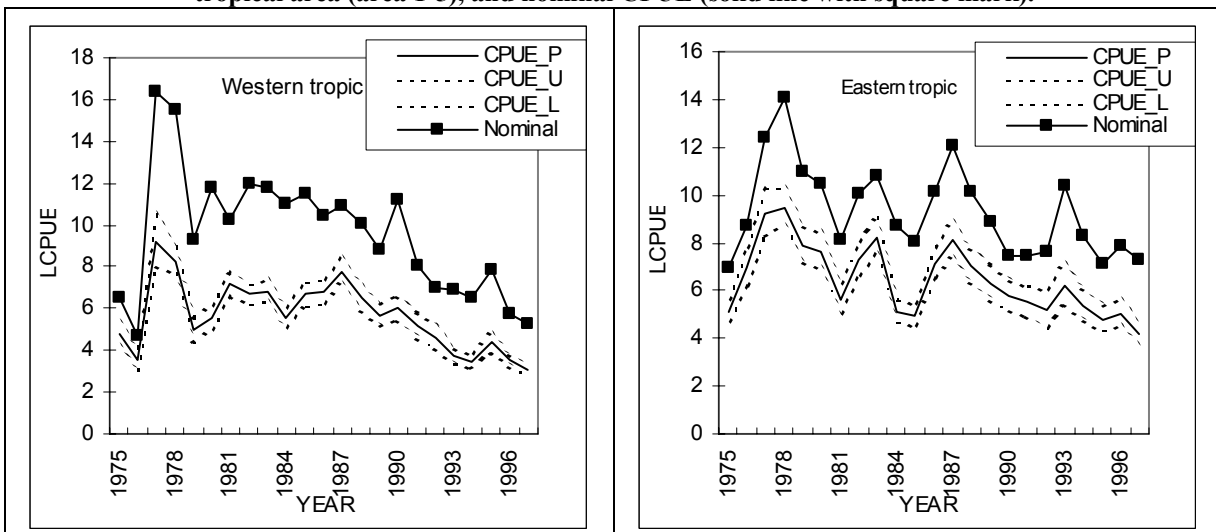 tropical area (area 1-5), and nominal CPUE (solid line with square mark).
18
16
14
12
10
8
6
4
2
0
LCPUE
Western tropic
CPUE_P
CPUE_U
CPUE_L
Nominal
1975
1978
1981
1984
1987
1990
1993
1996
YEAR
16
14
12
10
8
6
4
2
0
LCPUE
Eastern tropic
CPUE_P
CPUE_U
CPUE_L
Nominal
1975
1978
1981
1984
1987
1990
1993
1996
YEAR